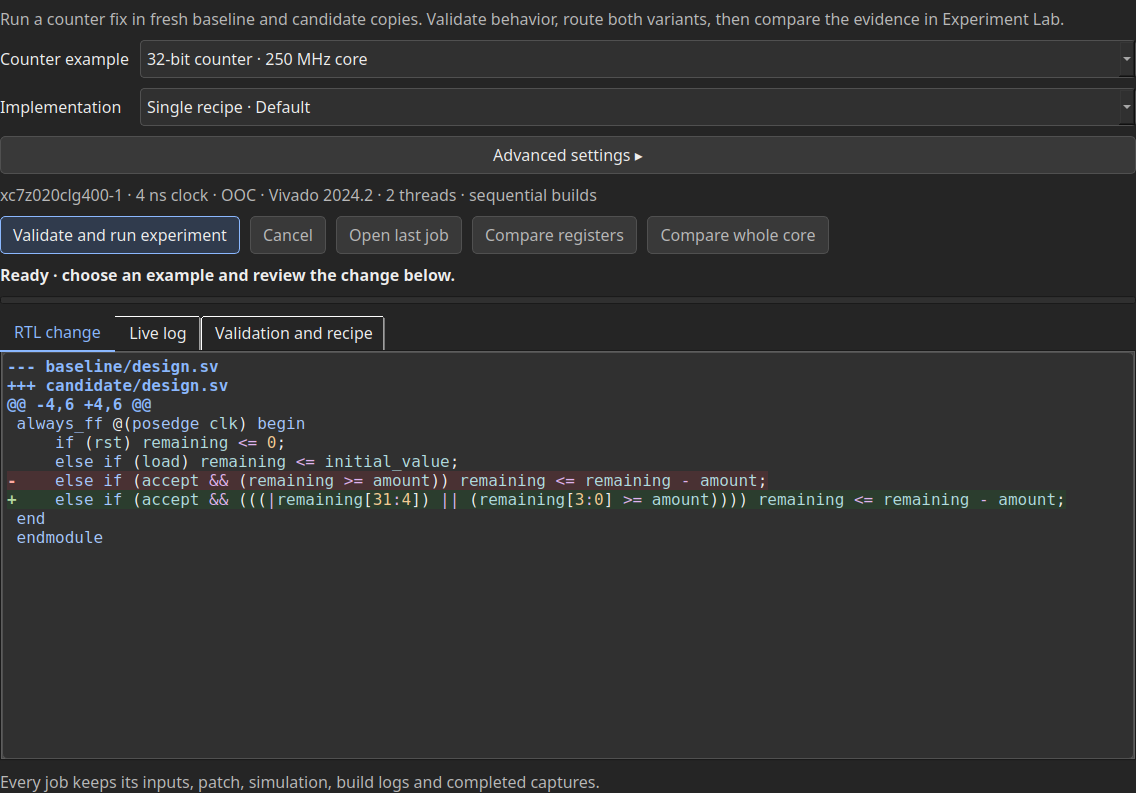 Run a counter fix in fresh baseline and candidate copies. Validate behavior, route both variants, then compare the evidence in Experiment Lab.
Counter example 32-bit counter · 250 MHz core
Implementation Single recipe · Default
Advanced settings ▸
xc7z020clg400-1 · 4 ns clock · OOC · Vivado 2024.2 · 2 threads · sequential builds
Validate and run experiment Cancel Open last job Compare registers Compare whole core
Ready · choose an example and review the change below.
RTL change Live log Validation and recipe
--- baseline/design.sv
+++ candidate/design.sv
@@ -4,6 +4,6 @@
 always_ff @(posedge clk) begin
     if (rst) remaining <= 0;
     else if (load) remaining <= initial_value;
-    else if (accept && (remaining >= amount)) remaining <= remaining - amount;
+    else if (accept && (((|remaining[31:4]) || (remaining[3:0] >= amount)))) remaining <= remaining - amount;
 end
 endmodule
Every job keeps its inputs, patch, simulation, build logs and completed captures.